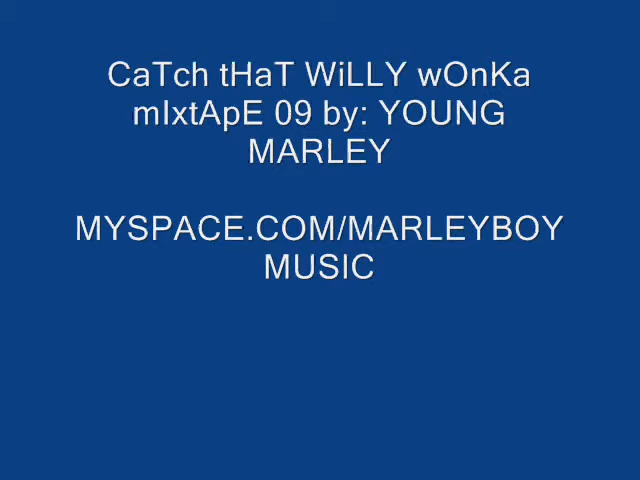 CaTch tHaT WiLLY wOnKa
mIxtApE 09 by: YOUNG
MARLEY
MYSPACE.COM/MARLEYBOY
MUSIC